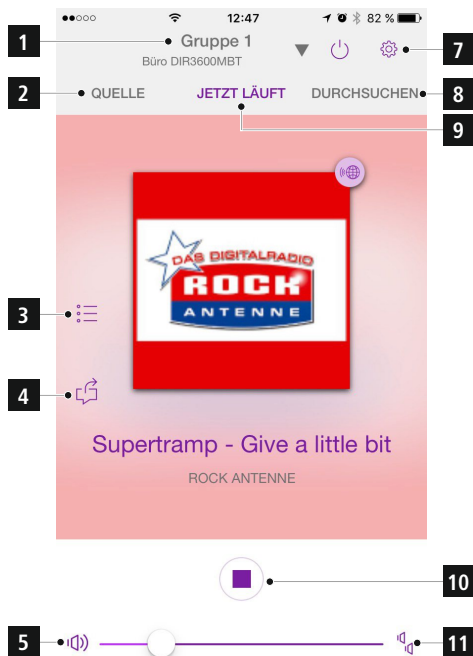 12:47
82 %
1
Gruppe 1
7
Büro DIR3600MBT
2
QUELLE
JETZT LÄUFT
DURCHSUCHEN
8
9
DAS DIGITALRADIO
ROCK
ANTENNE
3
4
Supertramp - Give a little bit
ROCK ANTENNE
10
5
11